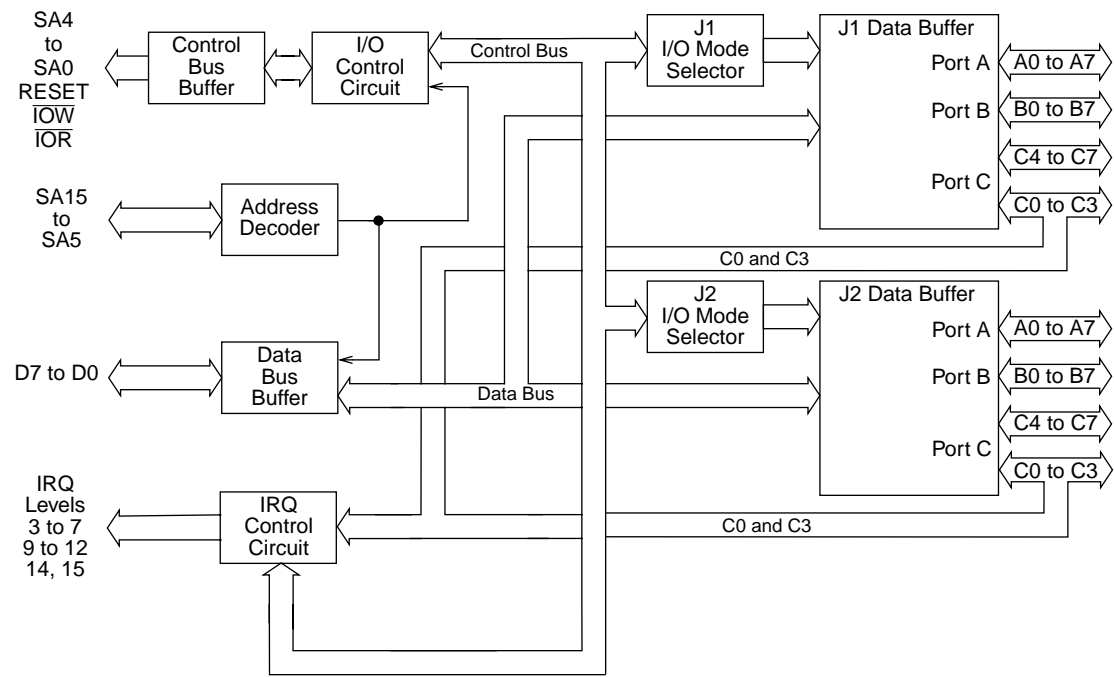 SA4
to
SA0
RESET
IOW
IOR
Control
Bus
Buffer
I/O
Control
Circuit
Control Bus
J1
I/O Mode
Selector
J1 Data Buffer
Port A
Port B
Port C
A0 to A7
B0 to B7
C4 to C7
C0 to C3
SA15
to
SA5
Address
Decoder
C0 and C3
J2
I/O Mode
Selector
J2 Data Buffer
Port A
Port B
Port C
A0 to A7
B0 to B7
C4 to C7
C0 to C3
D7 to D0
Data
Bus
Buffer
Data Bus
IRQ
Levels
3 to 7
9 to 12
14, 15
IRQ
Control
Circuit
C0 and C3